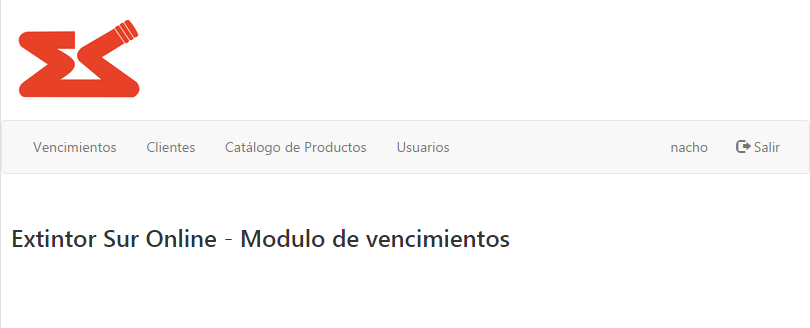 Vencimientos Clientes Catálogo de Productos Usuarios nacho Salir
Extintor Sur Online - Modulo de vencimientos